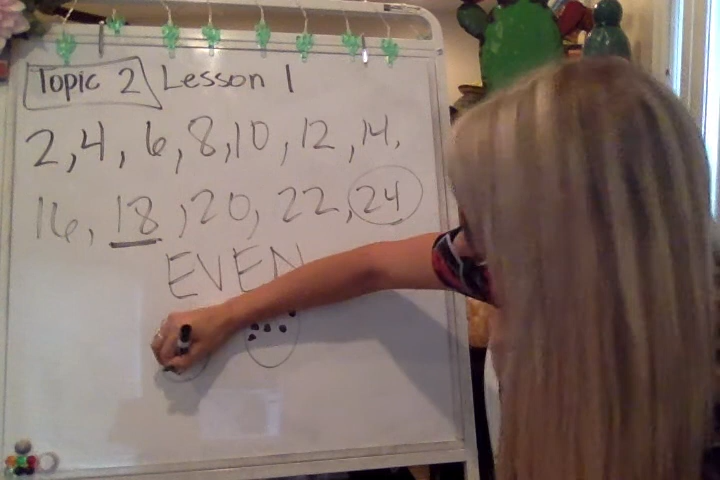 Topic 2 Lesson 1
2, 4, 6, 8, 10, 12, 14,
16, 18, 20, 22, 24
EVEN